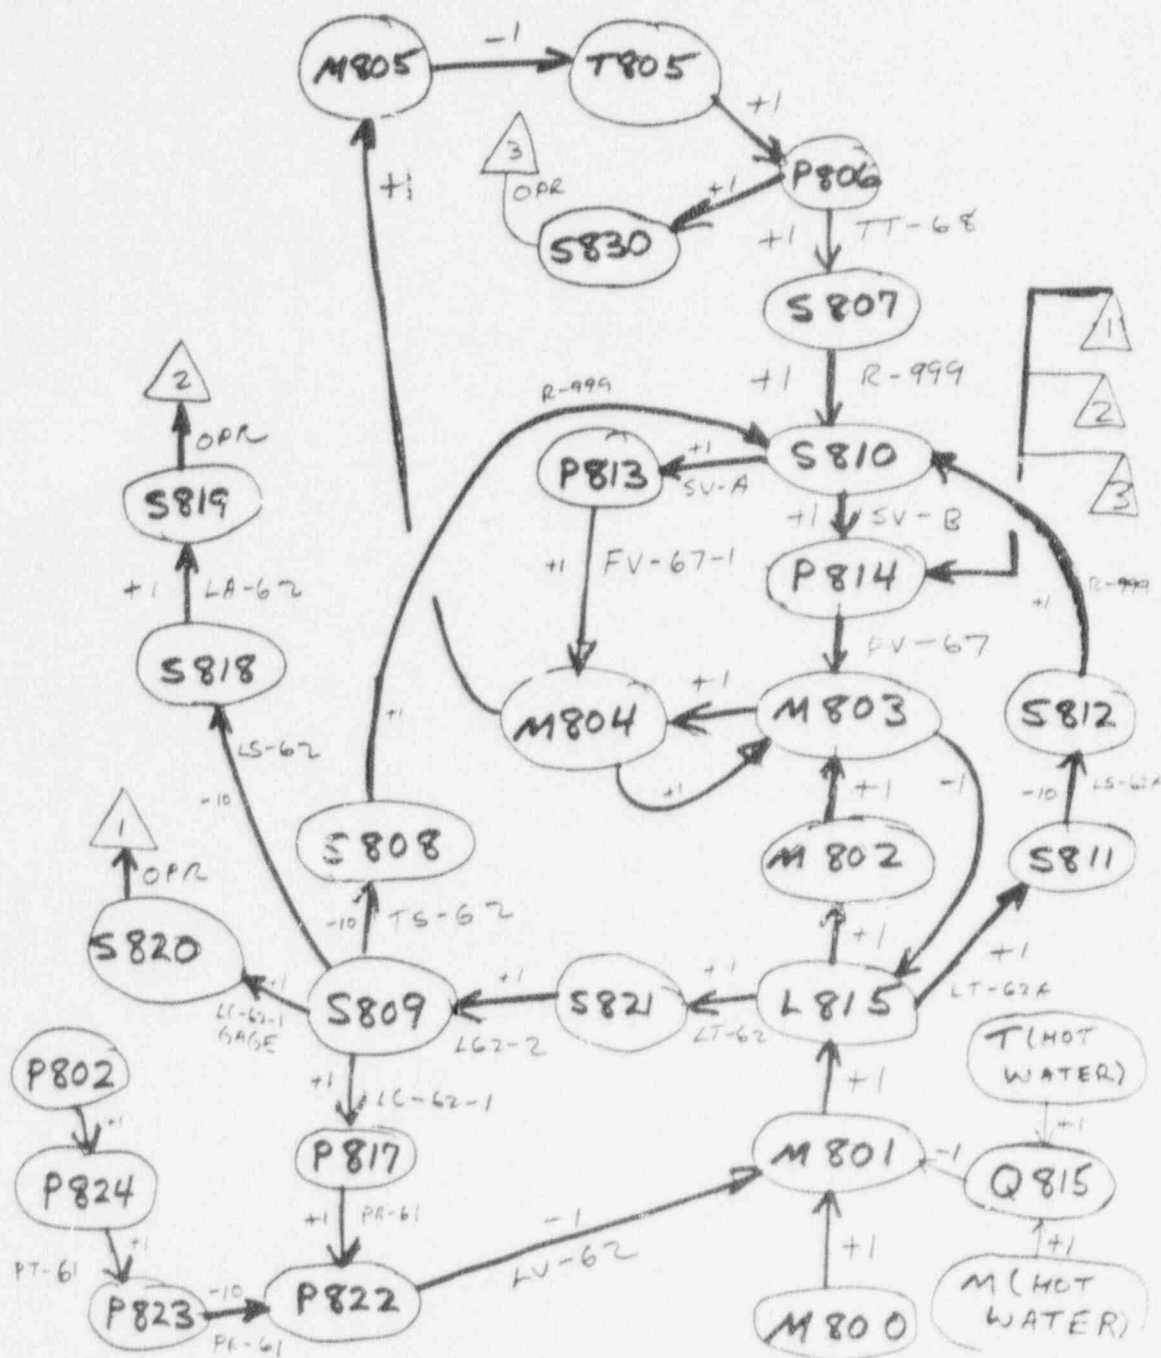 M805
-1
T805
+1
3
OPR
+1
P806
+1
S830
+1
TT-68
S807
1
2
+1
R-999
R-999
2
OPR
S810
P813
+1
SV-A
3
S819
+1
SV-B
+1
FV-67-1
P814
+1
LA-62
R-999
+1
S818
PV-67
M804
+1
M803
S812
LS-62
+1
+1
-1
-10
-10
1
S808
M802
S811
OPR
+1
-10
TS-62
S820
+1
+1
LT-62A
+1
S809
+1
S821
+1
L815
LT-62
T(HOT
WATER)
GAGE
P802
+1
LC-62-1
+1
+1
+1
P817
M801
-1
Q815
P824
+1
PR-61
-1
+1
PT-61
+1
LV-62
+1
P823
-10
P822
M(HOT
WATER)
M800